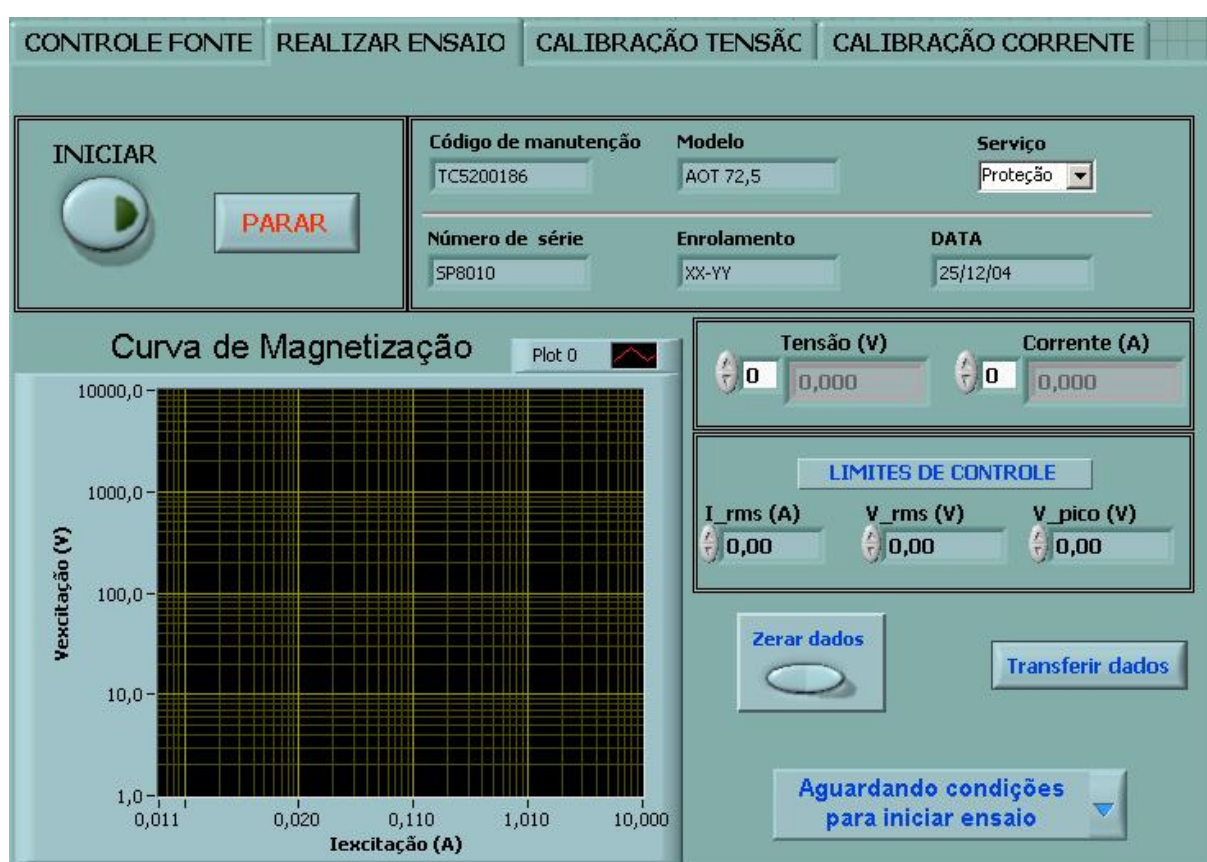 CONTROLE FONTE REALIZAR ENSAIO CALIBRAÇÃO TENSÃC CALIBRAÇÃO CORRENTE
INICIAR
PARAR
Código de manutenção Modelo Serviço
TC5200186 AOT 72,5 Proteção
Número de série Enrolamento DATA
SP8010 XX-YY 25/12/04
Curva de Magnetização Plot 0
Tensão (V) Corrente (A)
0 0,000 0 0,000
LIMITES DE CONTROLE
I_rms (A) V_rms (V) V_pico (V)
0,00 0,00 0,00
Zerar dados
Transferir dados
Aguardando condições
para iniciar ensaio
Vexcitação (V)
10000,0
1000,0
100,0
10,0
1,0
0,011 0,020 0,110 1,010 10,000
Iexcitação (A)